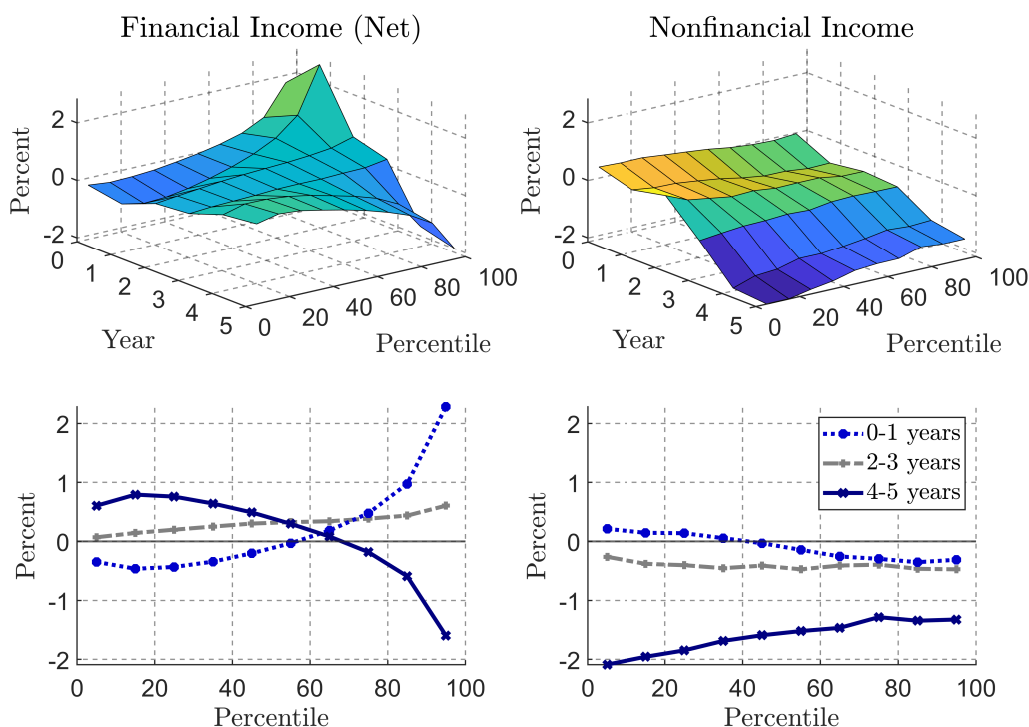 Financial Income (Net)
Nonfinancial Income
Percent
2
0
-2
0
1
2
3
4
5
0
20
40
60
80
100
Year
Percentile
Percent
2
0
-2
0
1
2
3
4
5
0
20
40
60
80
100
Year
Percentile
Percent
2
1
0
-1
-2
0 20 40 60 80 100
Percentile
Percent
2
1
0
-1
-2
0 20 40 60 80 100
Percentile
0-1 years
2-3 years
4-5 years